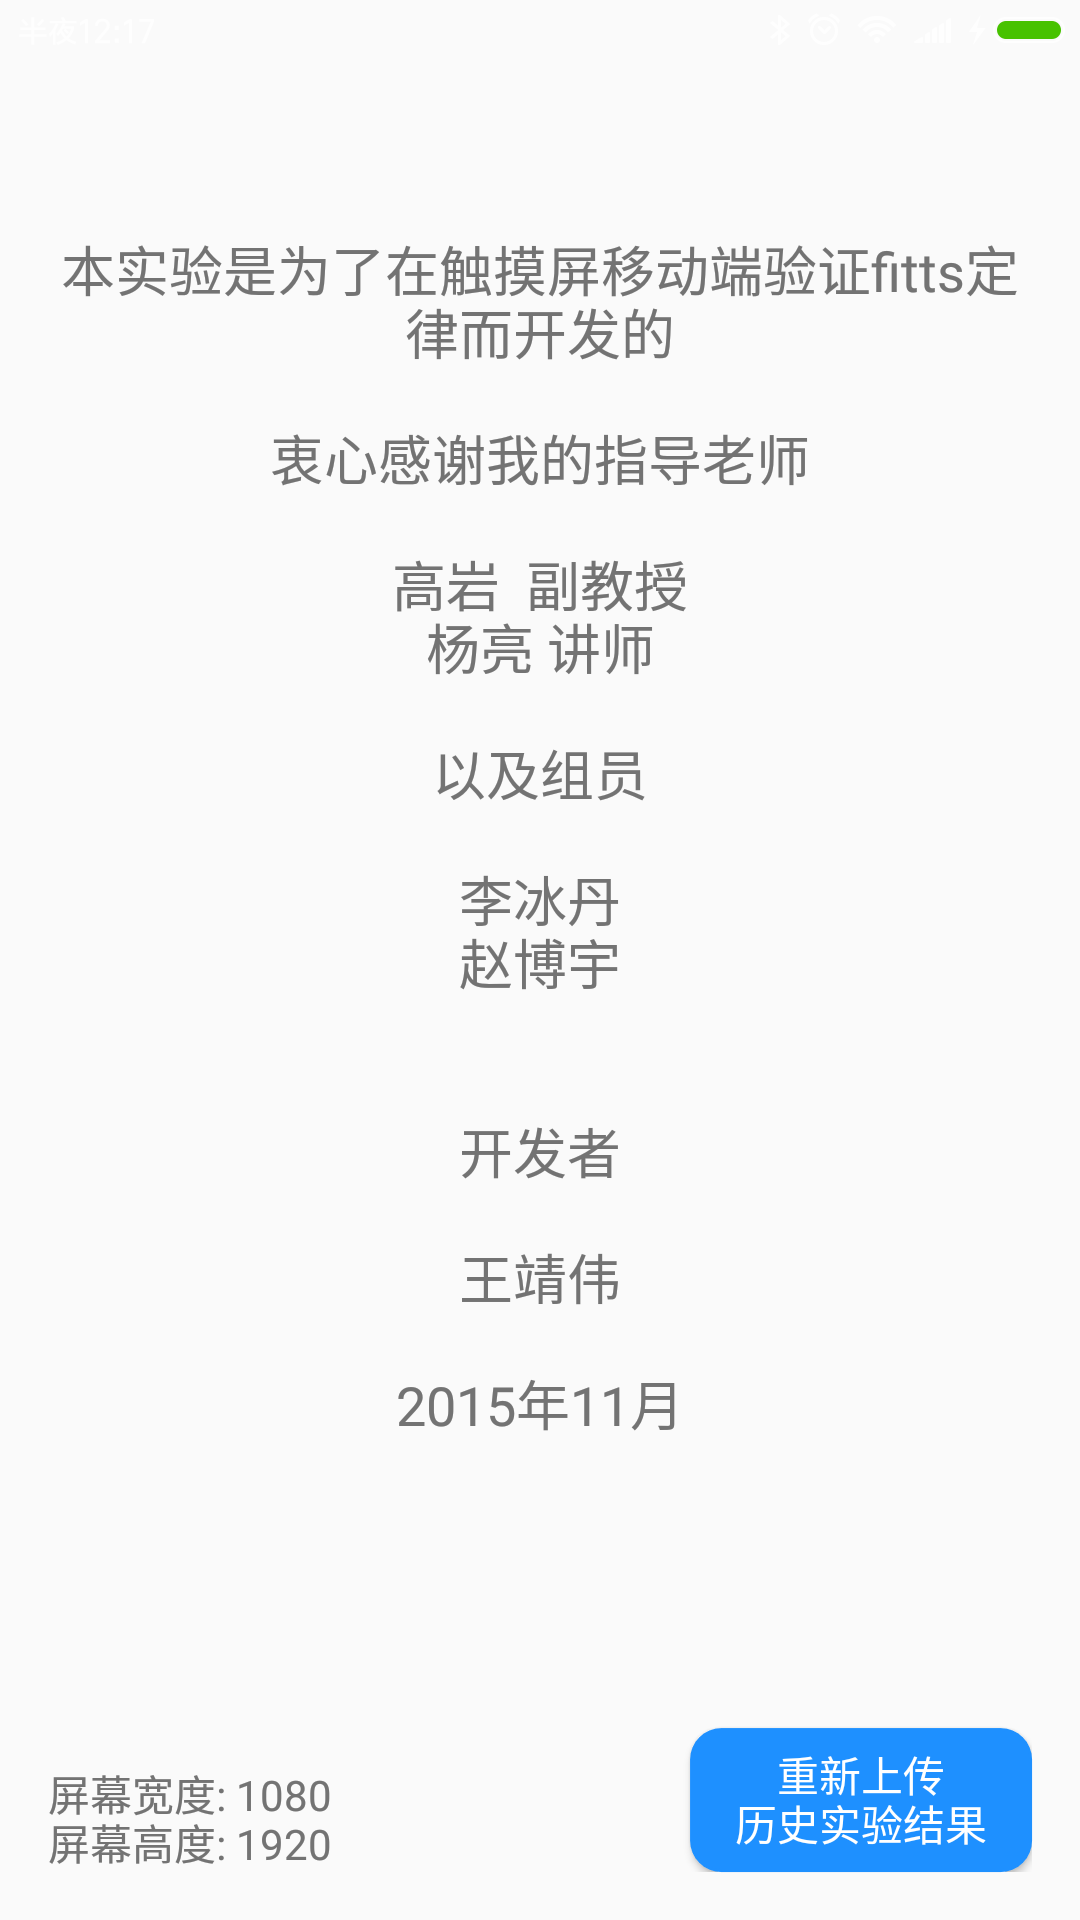 半夜12:17
本实验是为了在触摸屏移动端验证fitts定
律而开发的
衷心感谢我的指导老师
高岩  副教授
杨亮 讲师
以及组员
李冰丹
赵博宇
开发者
王靖伟
2015年11月
重新上传
历史实验结果
屏幕宽度: 1080
屏幕高度: 1920